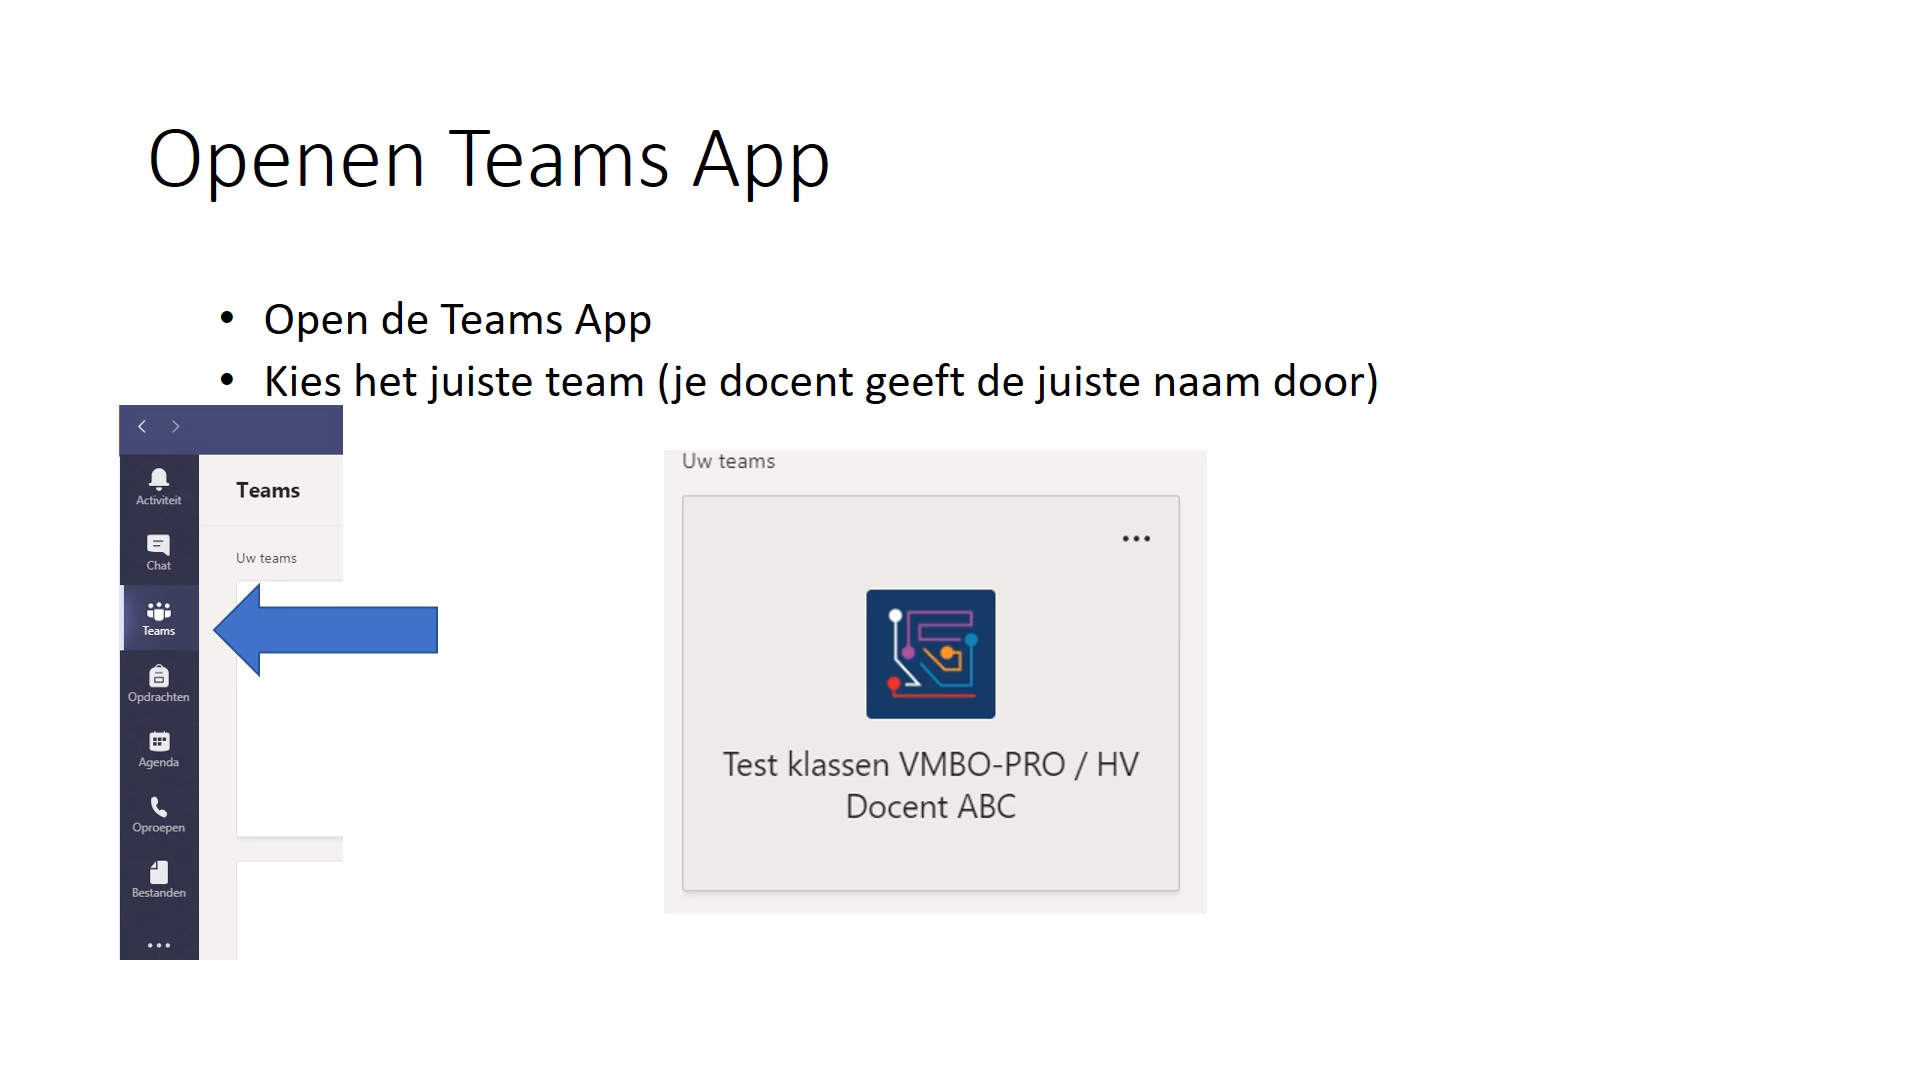 Openen Teams App
• Open de Teams App
• Kies het juiste team (je docent geeft de juiste naam door)
Activiteit
Chat
Teams
Opdrachten
Agenda
Oproepen
Bestanden
Teams
Uw teams
Uw teams
Test klassen VMBO-PRO / HV
Docent ABC